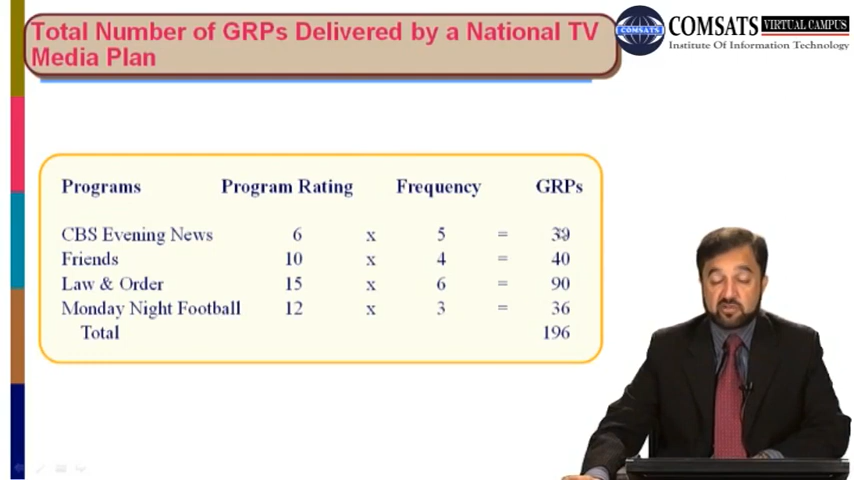 Total Number of GRPs Delivered by a National TV
Media Plan
COMSATS
COMSATS VIRTUAL CAMPUS
Institute Of Information Technology
Programs Program Rating Frequency GRPs
CBS Evening News 6 x 5 = 30
Friends 10 x 4 = 40
Law & Order 15 x 6 = 90
Monday Night Football 12 x 3 = 36
Total 196